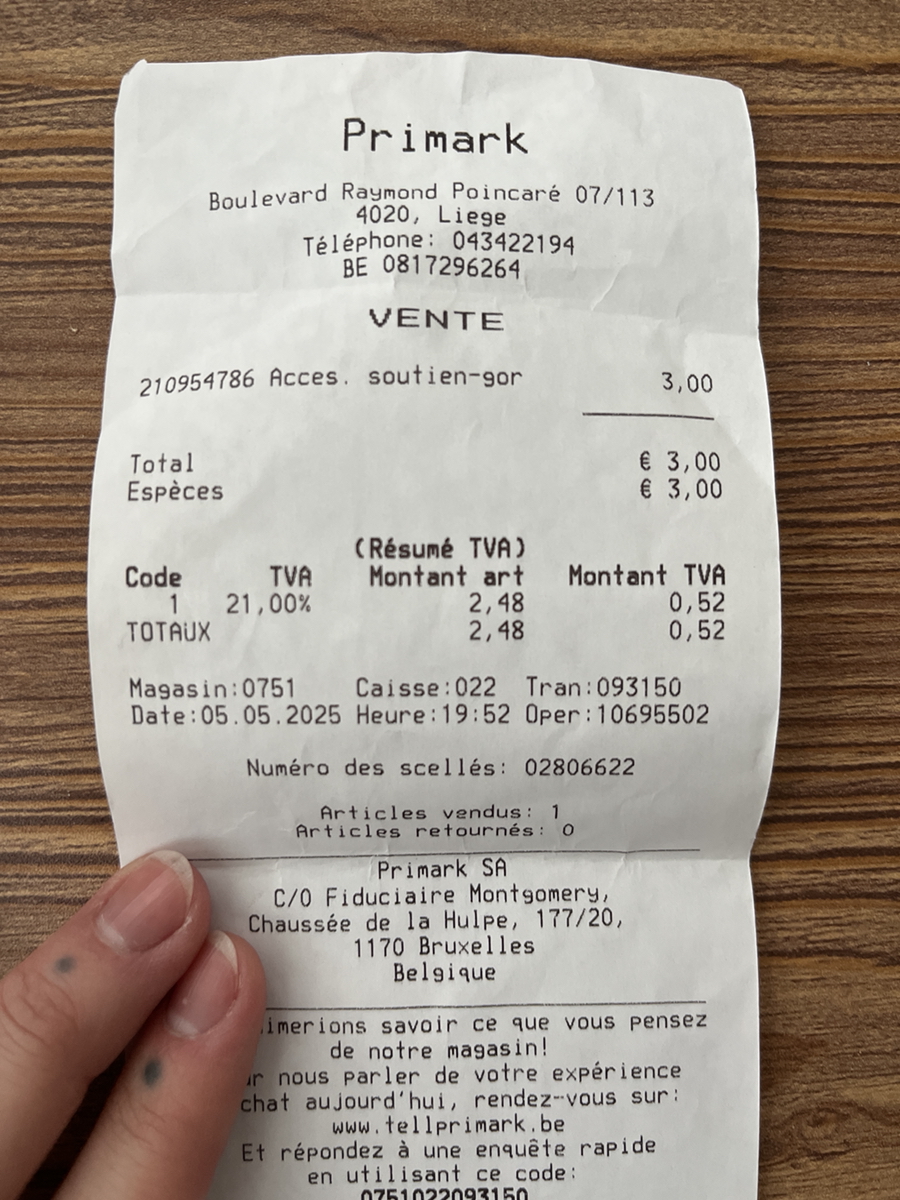 Primark
Boulevard Raymond Poincaré 07/113
4020, Liege
Téléphone: 043422194
BE 0817296264
VENTE
210954786 Acces. soutien-gor 3,00
Total € 3,00
Espèces € 3,00
(Résumé TVA)
Code TVA Montant art Montant TVA
1 21,00% 2,48 0,52
TOTAUX 2,48 0,52
Magasin:0751 Caisse:022 Tran:093150
Date:05.05.2025 Heure:19:52 Oper:10695502
Numéro des scellés: 02806622
Articles vendus: 1
Articles retournés: 0
Primark SA
C/O Fiduciaire Montgomery,
Chaussée de la Hulpe, 177/20,
1170 Bruxelles
Belgique
savoir ce que vous pensez
de notre magasin!
nous parler de votre expérience
aujourd'hui, rendez-vous sur:
www.tellprimark.be
Et répondez à une enquête rapide
en utilisant ce code:
0751022093150